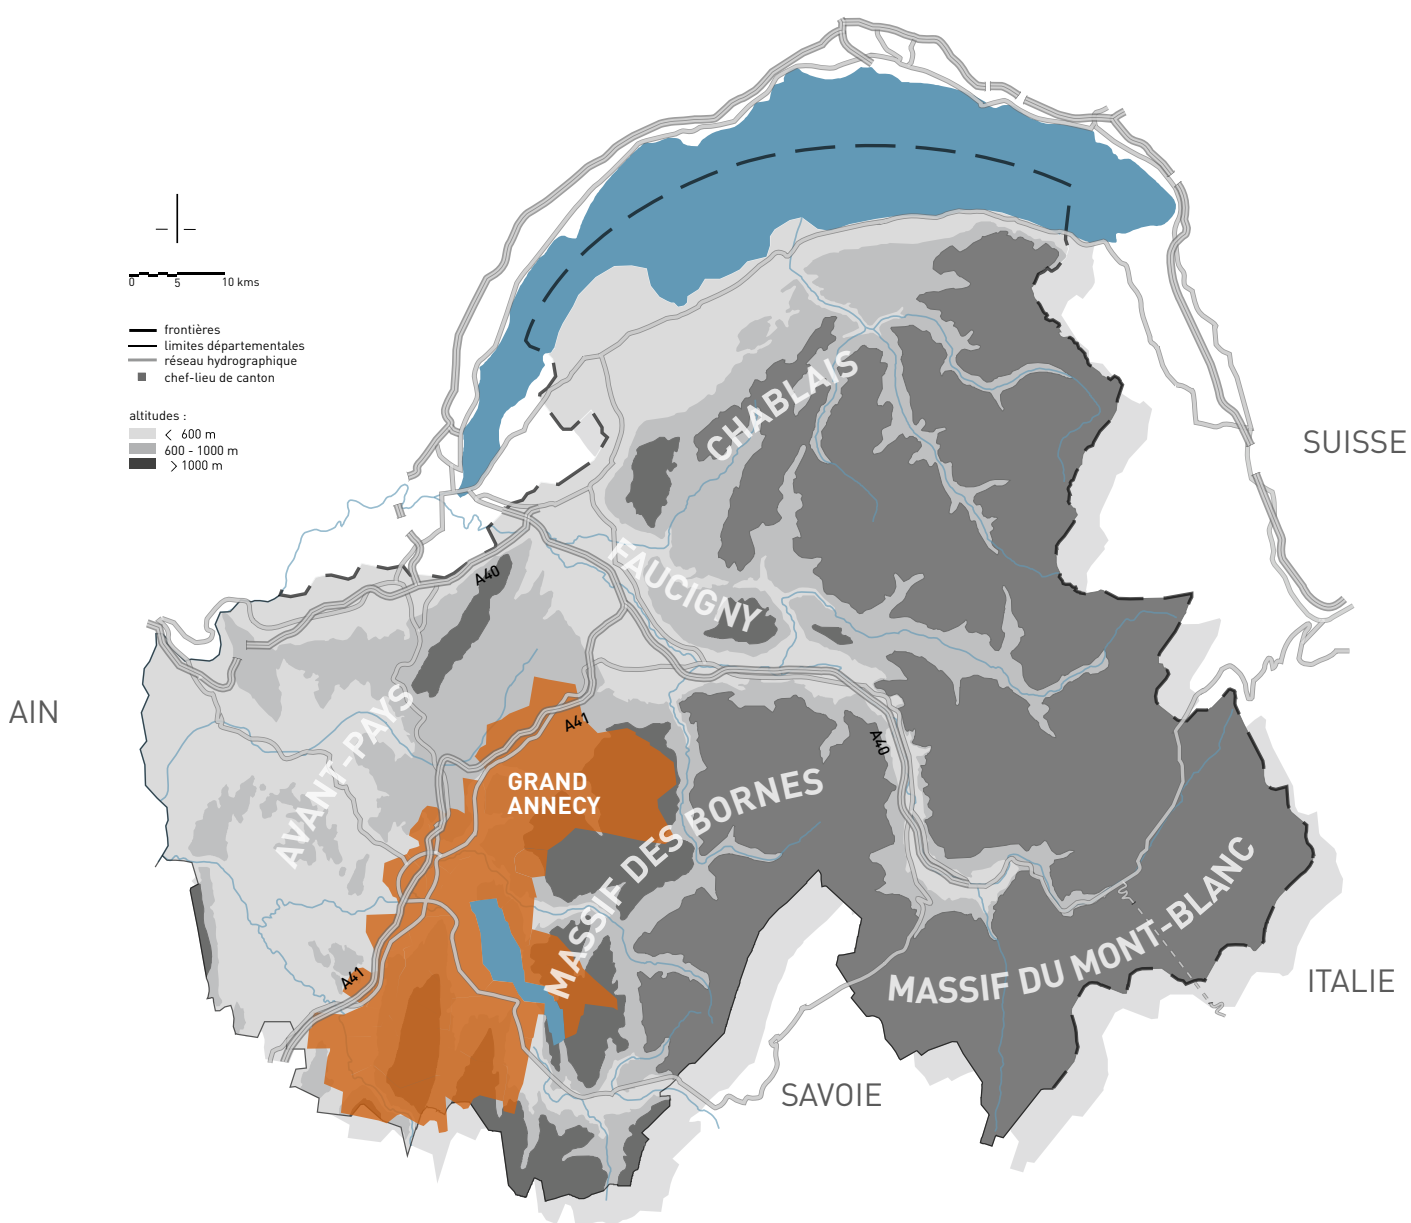 0 5 10 kms
frontières
limites départementales
réseau hydrographique
chef-lieu de canton
altitudes :
< 600 m
600 - 1000 m
> 1000 m
CHABLAIS
SUISSE
FAUCIGNY
A40
AIN
AVANT-PAYS
A41
A40
GRAND
ANNECY
MASSIF DES BORNES
MASSIF DU MONT-BLANC
A41
ITALIE
SAVOIE